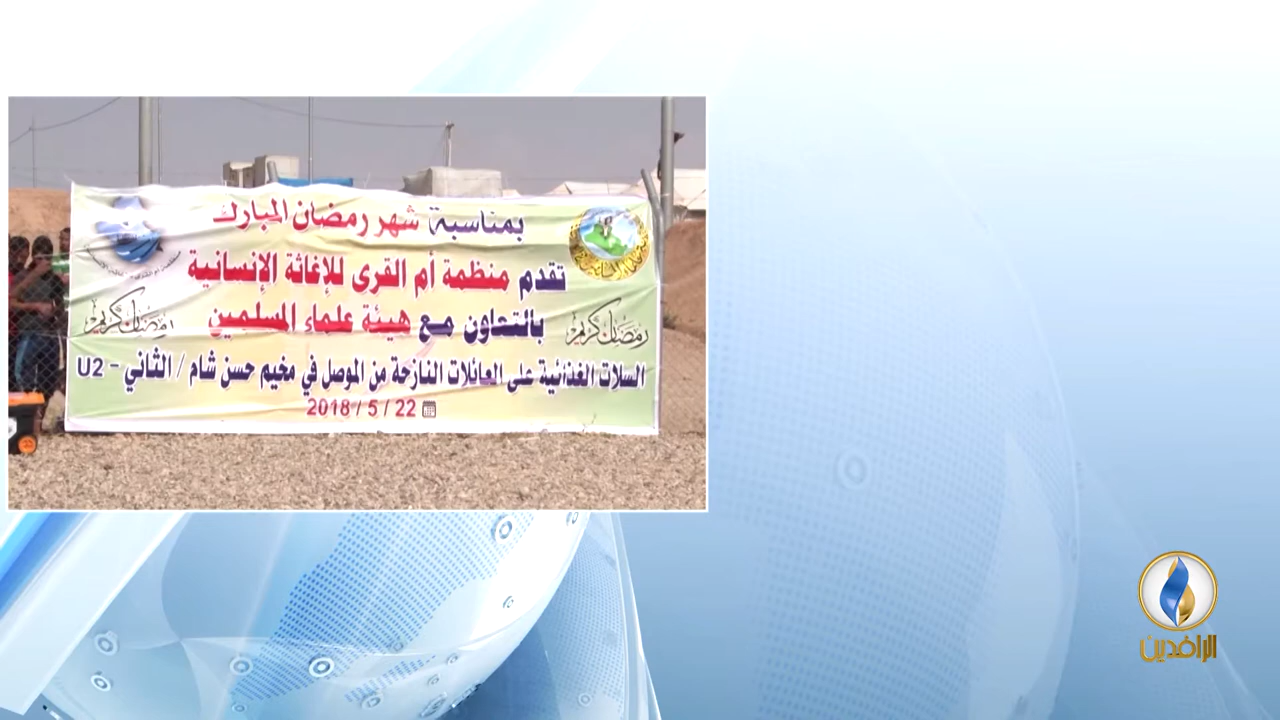 بمناسبة شهر رمضان المبارك
تقدم منظمة أم القرى للإغاثة الإنسانية
بالتعاون مع هيئة علماء المسلمين
السلات الغذائية على العائلات النازحة من الموصل في مخيم حسن شام / الثاني - U2
2018 / 5 / 22
رمضان كريم
رمضان كريم
الرافدين